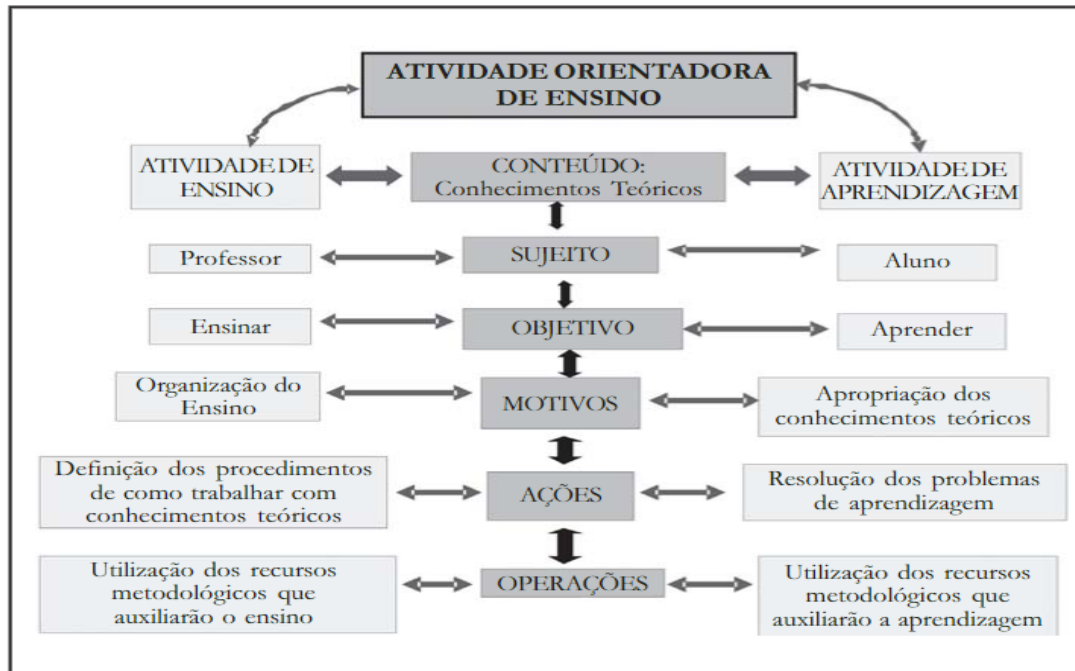 ATIVIDADE ORIENTADORA
DE ENSINO
ATIVIDADE DE
ENSINO
CONTEÚDO:
Conhecimentos Teóricos
ATIVIDADE DE
APRENDIZAGEM
Professor
SUJEITO
Aluno
Ensinar
OBJETIVO
Aprender
Organização do
Ensino
MOTIVOS
Apropriação dos
conhecimentos teóricos
Definição dos procedimentos
de como trabalhar com
conhecimentos teóricos
AÇÕES
Resolução dos problemas
de aprendizagem
Utilização dos recursos
metodológicos que
auxiliarão o ensino
OPERAÇÕES
Utilização dos recursos
metodológicos que
auxiliarão a aprendizagem